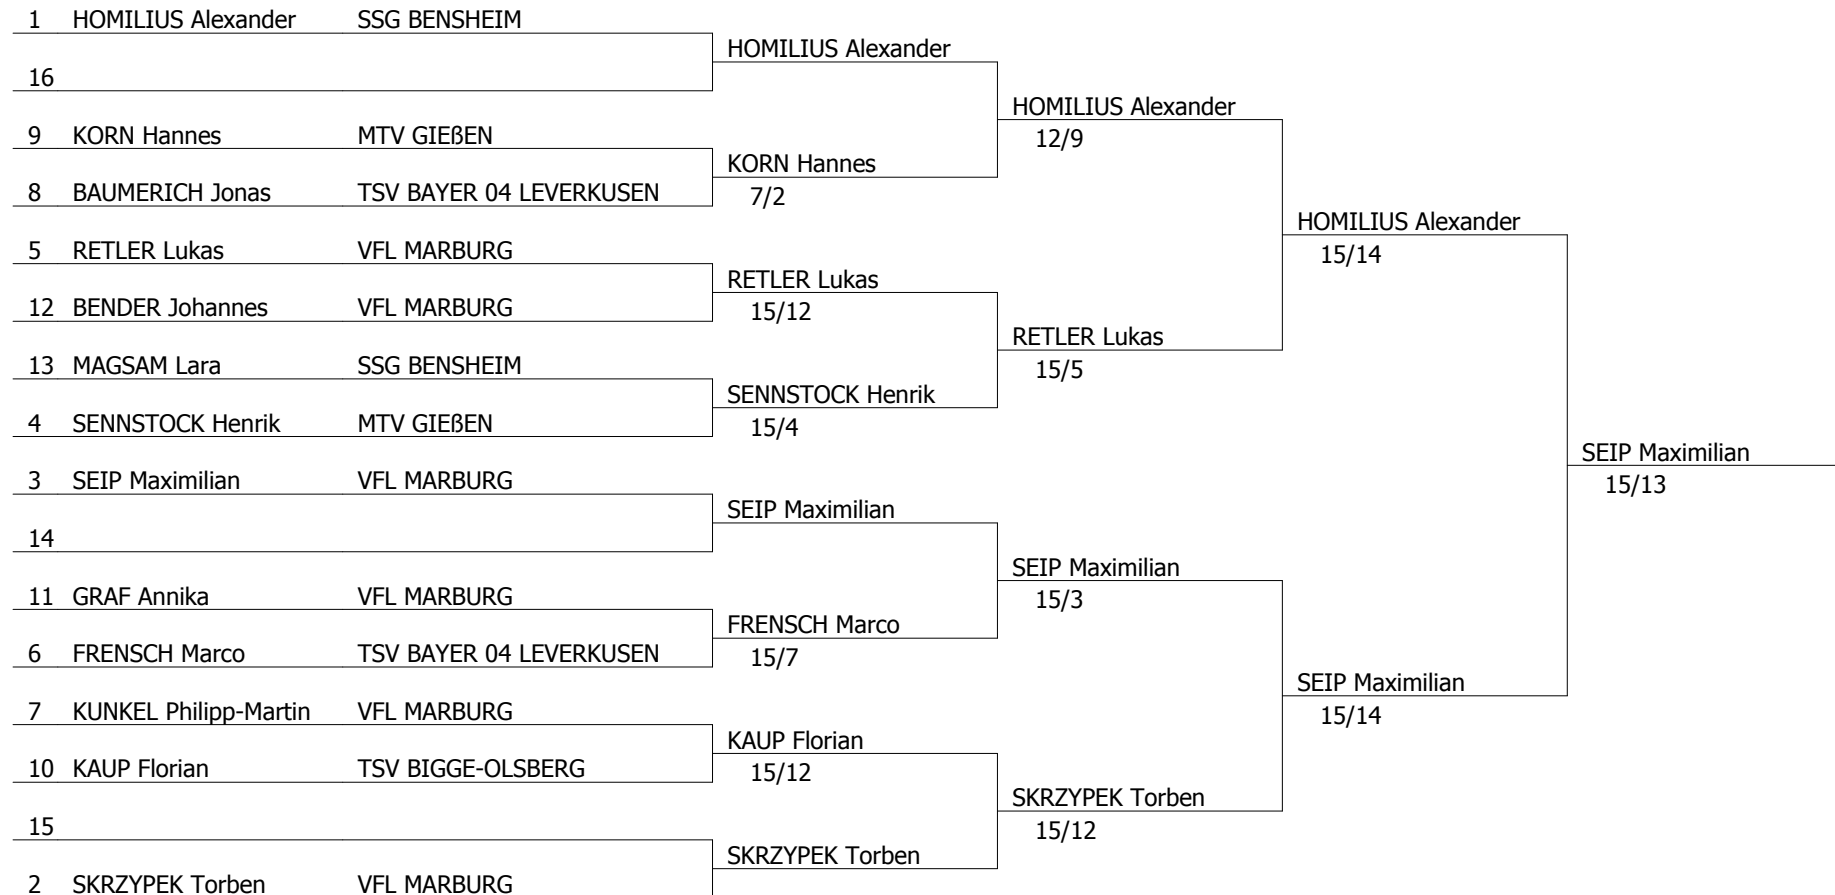 1 HOMILIUS Alexander SSG BENSHEIM
HOMILIUS Alexander
16
HOMILIUS Alexander
12/9
9 KORN Hannes MTV GIEßEN
KORN Hannes
7/2
8 BAUMERICH Jonas TSV BAYER 04 LEVERKUSEN
HOMILIUS Alexander
15/14
5 RETLER Lukas VFL MARBURG
RETLER Lukas
15/12
12 BENDER Johannes VFL MARBURG
RETLER Lukas
15/5
13 MAGSAM Lara SSG BENSHEIM
SENNSTOCK Henrik
15/4
4 SENNSTOCK Henrik MTV GIEßEN
SEIP Maximilian
15/13
3 SEIP Maximilian VFL MARBURG
SEIP Maximilian
14
SEIP Maximilian
15/3
11 GRAF Annika VFL MARBURG
FRENSCH Marco
15/7
6 FRENSCH Marco TSV BAYER 04 LEVERKUSEN
SEIP Maximilian
15/14
7 KUNKEL Philipp-Martin VFL MARBURG
KAUP Florian
15/12
10 KAUP Florian TSV BIGGE-OLSBERG
SKRZYPEK Torben
15/12
15
SKRZYPEK Torben
2 SKRZYPEK Torben VFL MARBURG